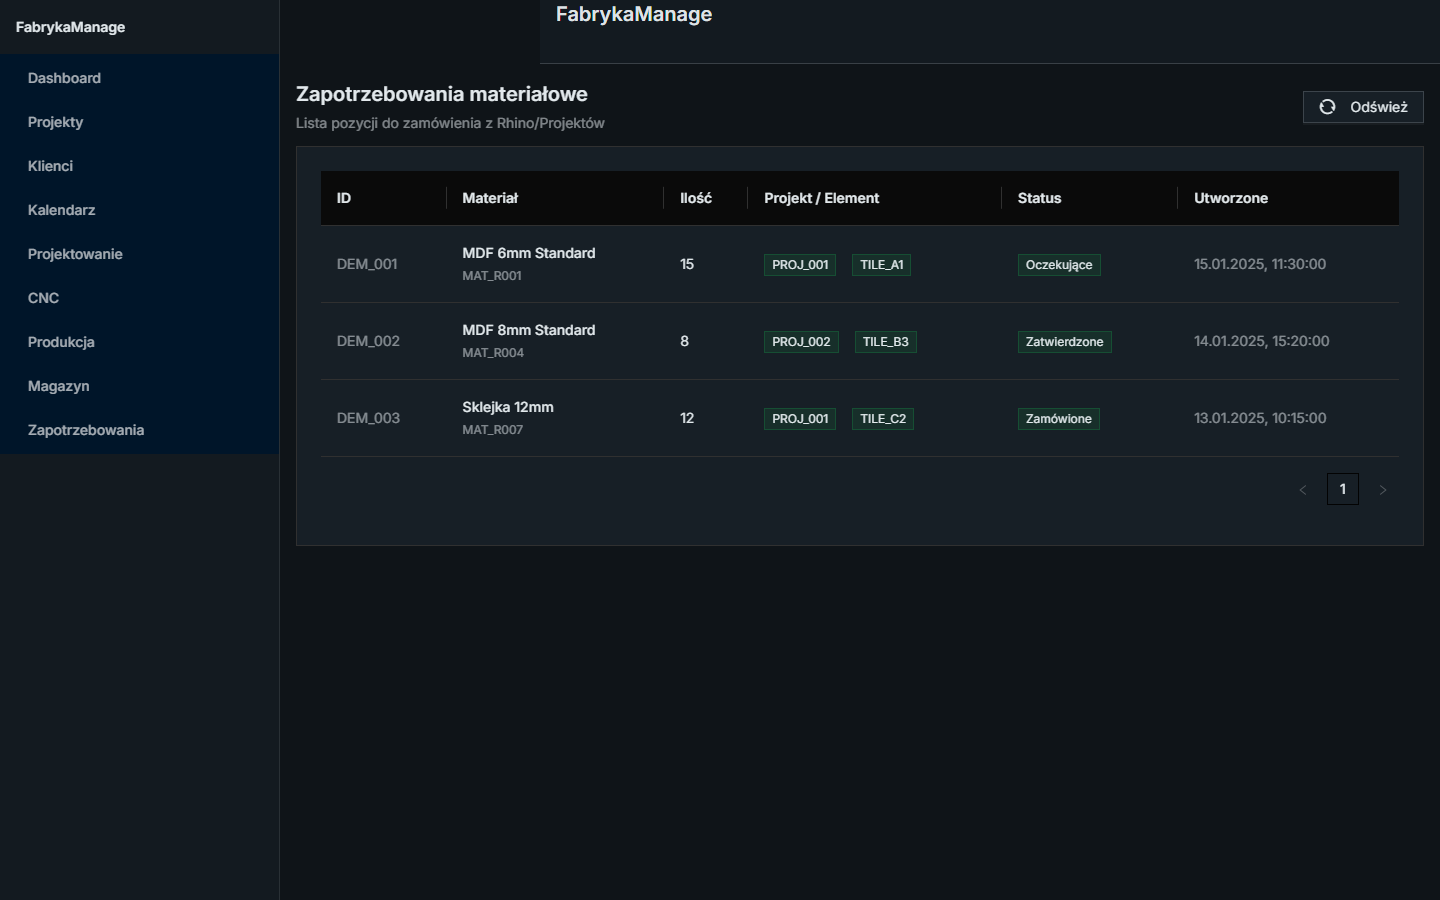 FabrykaManage
FabrykaManage
Dashboard
Projekty
Klienci
Kalendarz
Projektowanie
CNC
Produkcja
Magazyn
Zapotrzebowania
Zapotrzebowania materiałowe
Lista pozycji do zamówienia z Rhino/Projektów
Odśwież
ID Materiał Ilość Projekt / Element Status Utworzone
DEM_001 MDF 6mm Standard 15 PROJ_001 TILE_A1 Oczekujące 15.01.2025, 11:30:00
MAT_R001
DEM_002 MDF 8mm Standard 8 PROJ_002 TILE_B3 Zatwierdzone 14.01.2025, 15:20:00
MAT_R004
DEM_003 Sklejka 12mm 12 PROJ_001 TILE_C2 Zamówione 13.01.2025, 10:15:00
MAT_R007
1